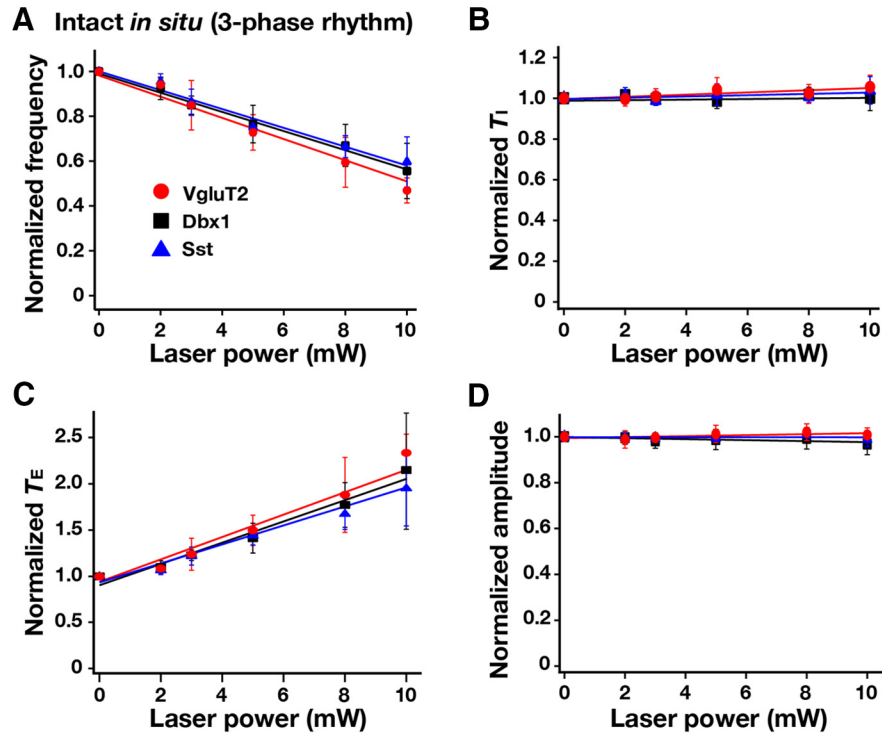 A Intact in situ (3-phase rhythm)
Normalized frequency
1.0
0.8
0.6
0.4
0.2
0
VgluT2
Dbx1
Sst
0 2 4 6 8 10
Laser power (mW)
B
Normalized TI
1.2
1.0
0.8
0.6
0.4
0.2
0
0 2 4 6 8 10
Laser power (mW)
C
Normalized TE
2.5
2.0
1.5
1.0
0.5
0
0 2 4 6 8 10
Laser power (mW)
D
Normalized amplitude
1.0
0.8
0.6
0.4
0.2
0
0 2 4 6 8 10
Laser power (mW)